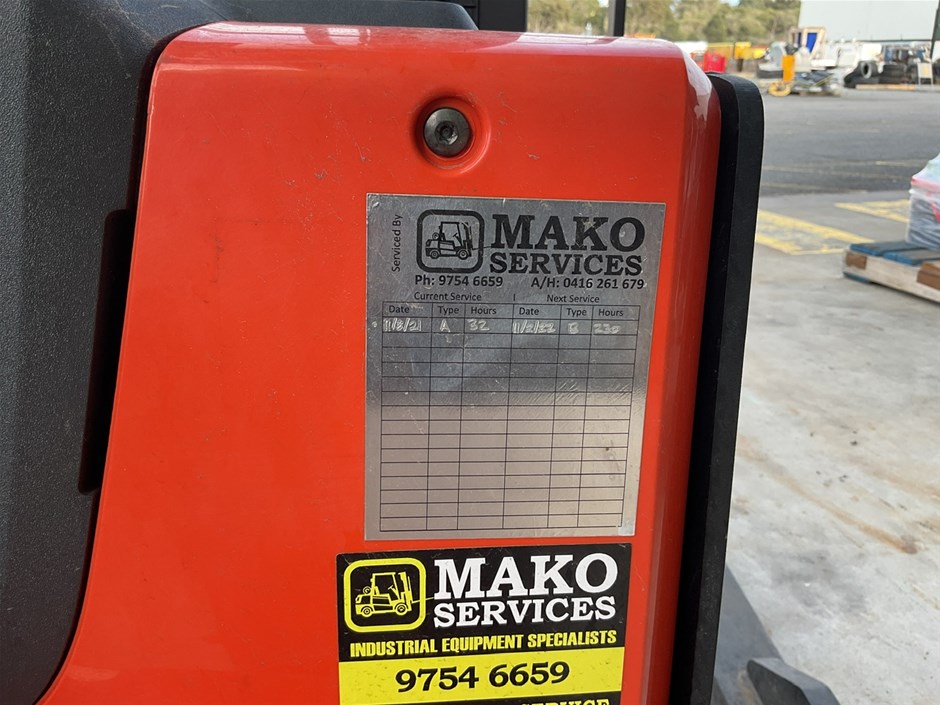 Serviced By
MAKO
SERVICES
Ph: 9754 6659 A/H: 0416 261 679
Current Service Next Service
Date Type Hours Date Type Hours
11/8/21 A 32 11/2/22 B 230
MAKO
SERVICES
INDUSTRIAL EQUIPMENT SPECIALISTS
9754 6659
SERVICE